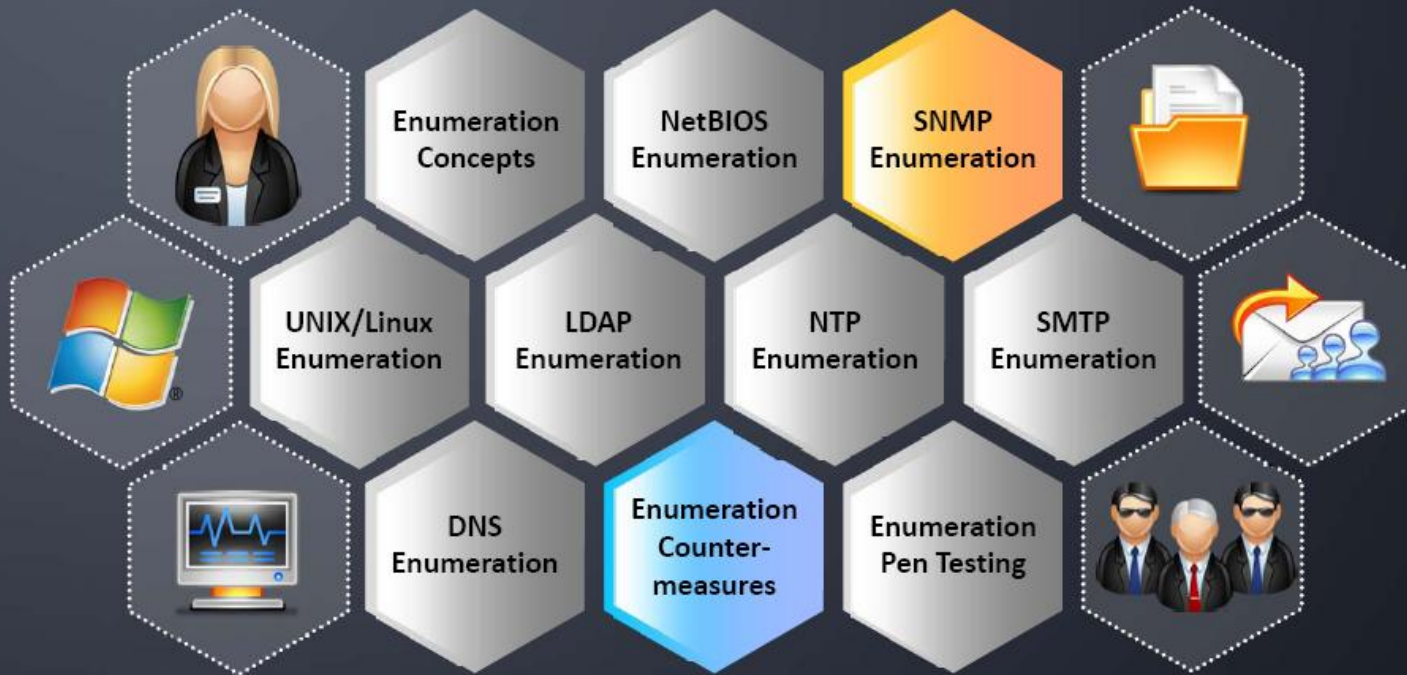 Enumeration
Concepts
NetBIOS
Enumeration
SNMP
Enumeration
UNIX/Linux
Enumeration
LDAP
Enumeration
NTP
Enumeration
SMTP
Enumeration
®
DNS
Enumeration
Enumeration
Counter-
measures
Enumeration
Pen Testing